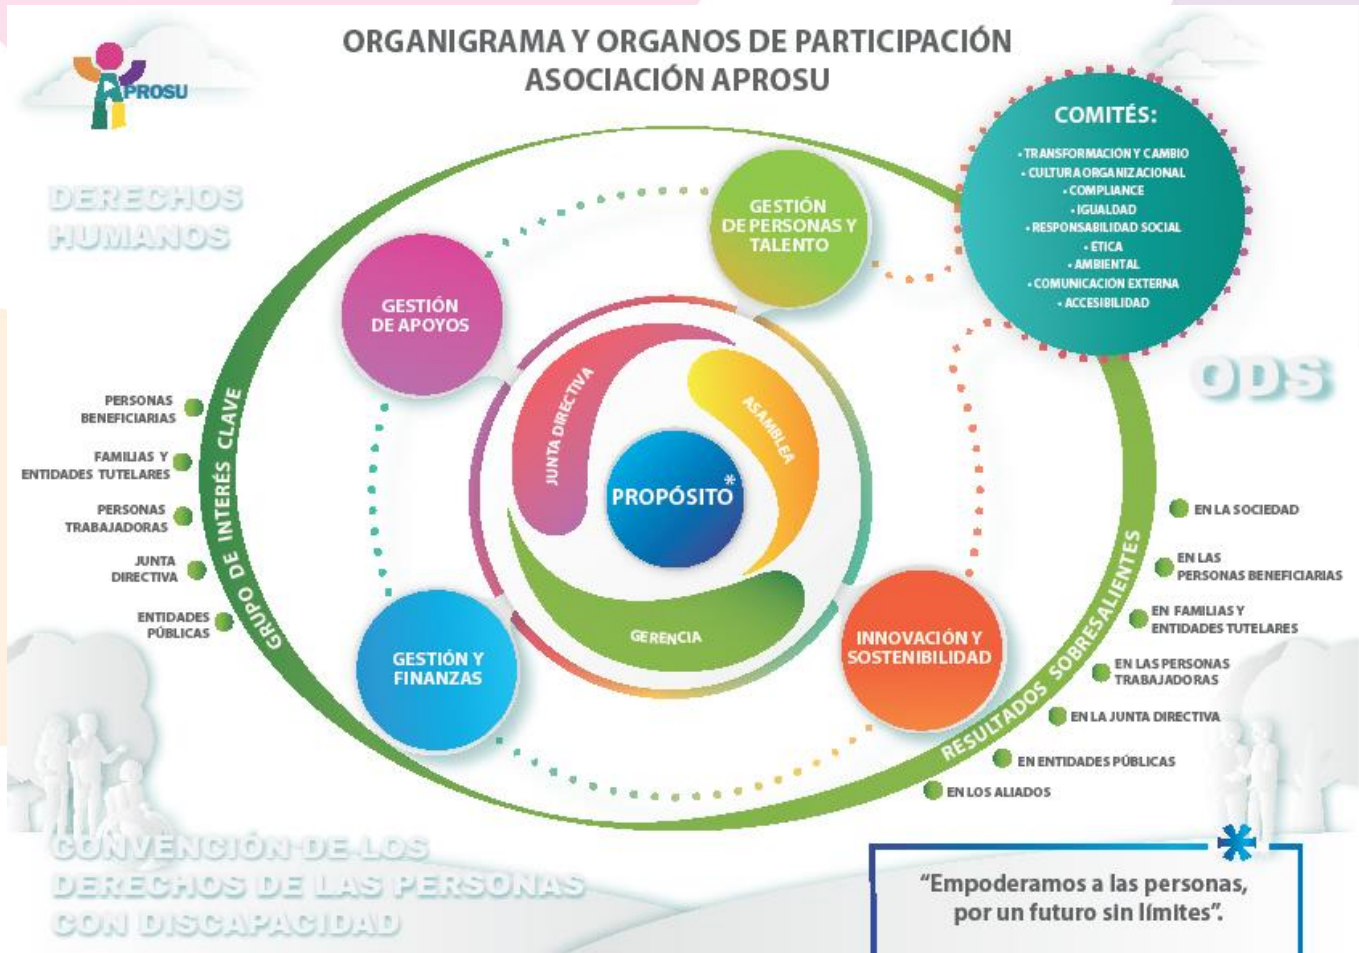 ORGANIGRAMA Y ORGANOS DE PARTICIPACIÓN
ASOCIACIÓN APROSU
APROSU
DERECHOS
HUMANOS
COMITÉS:
• TRANSFORMACIÓN Y CAMBIO
• CULTURA ORGANIZACIONAL
• COMPLIANCE
• IGUALDAD
• RESPONSABILIDAD SOCIAL
• ÉTICA
• AMBIENTAL
• COMUNICACIÓN EXTERNA
• ACCESIBILIDAD
GESTIÓN
DE PERSONAS Y
TALENTO
GESTIÓN
DE APOYOS
ODS
JUNTA DIRECTIVA
ASAMBLEA
PROPÓSITO*
GERENCIA
GESTIÓN Y
FINANZAS
INNOVACIÓN Y
SOSTENIBILIDAD
GRUPO DE INTERÉS CLAVE
PERSONAS
BENEFICIARIAS
FAMILIAS Y
ENTIDADES TUTELARES
PERSONAS
TRABAJADORAS
JUNTA
DIRECTIVA
ENTIDADES
PÚBLICAS
RESULTADOS SOBRESALIENTES
EN LA SOCIEDAD
EN LAS
PERSONAS BENEFICIARIAS
EN FAMILIAS Y
ENTIDADES TUTELARES
EN LAS PERSONAS
TRABAJADORAS
EN LA JUNTA DIRECTIVA
EN ENTIDADES PÚBLICAS
EN LOS ALIADOS
CONVENCIÓN DE LOS
DERECHOS DE LAS PERSONAS
CON DISCAPACIDAD
*
“Empoderamos a las personas,
por un futuro sin límites”.